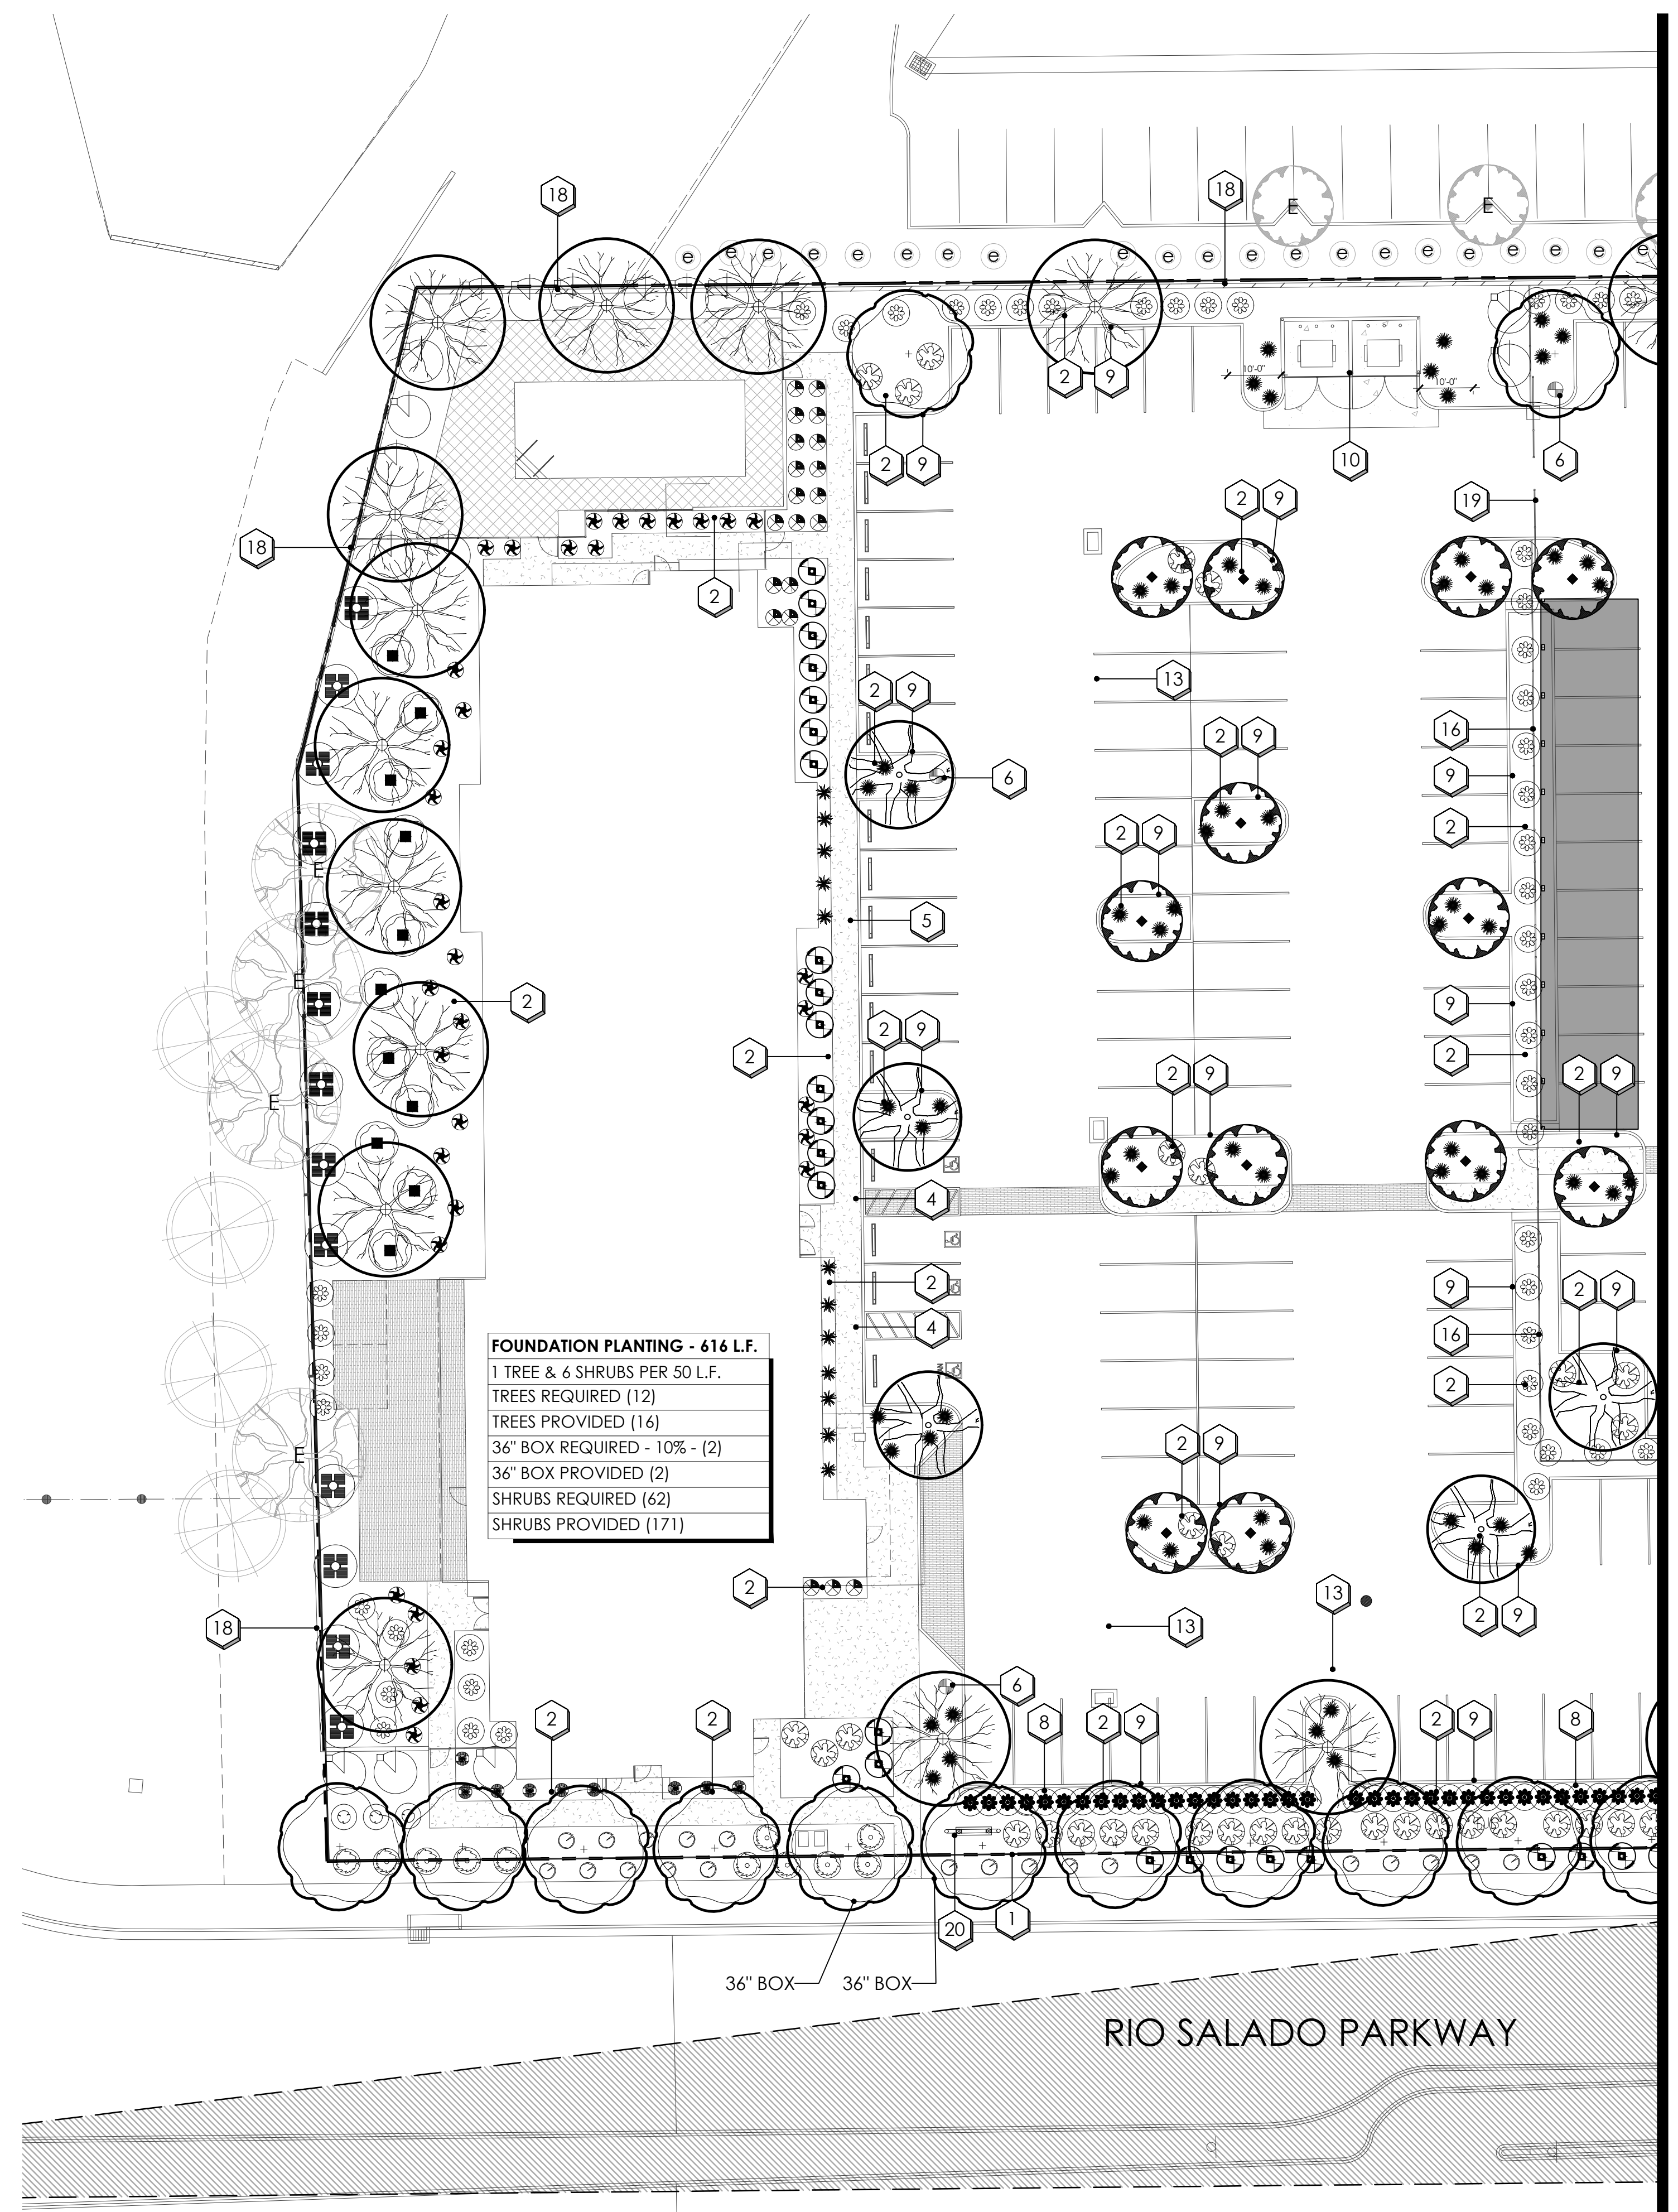 18
18
E
E
e e e e e e e e e e e e e e e e e e e
2 9
10'-0"
10'-0"
2 9
10
6
2 9
19
18
2
13
2 9
16
2 9
6
9
2 9
2
E
5
E
2
9
2 9
2
2
E
2 9
2 9
4
2
9
2 9
4
16
FOUNDATION PLANTING - 616 L.F.
1 TREE & 6 SHRUBS PER 50 L.F.
TREES REQUIRED (12)
TREES PROVIDED (16)
36" BOX REQUIRED - 10% - (2)
36" BOX PROVIDED (2)
SHRUBS REQUIRED (62)
SHRUBS PROVIDED (171)
2
E
2 9
2
13
2 9
18
13
6
2
2
8
2 9
2 9
8
20
1
36" BOX
36" BOX
RIO SALADO PARKWAY